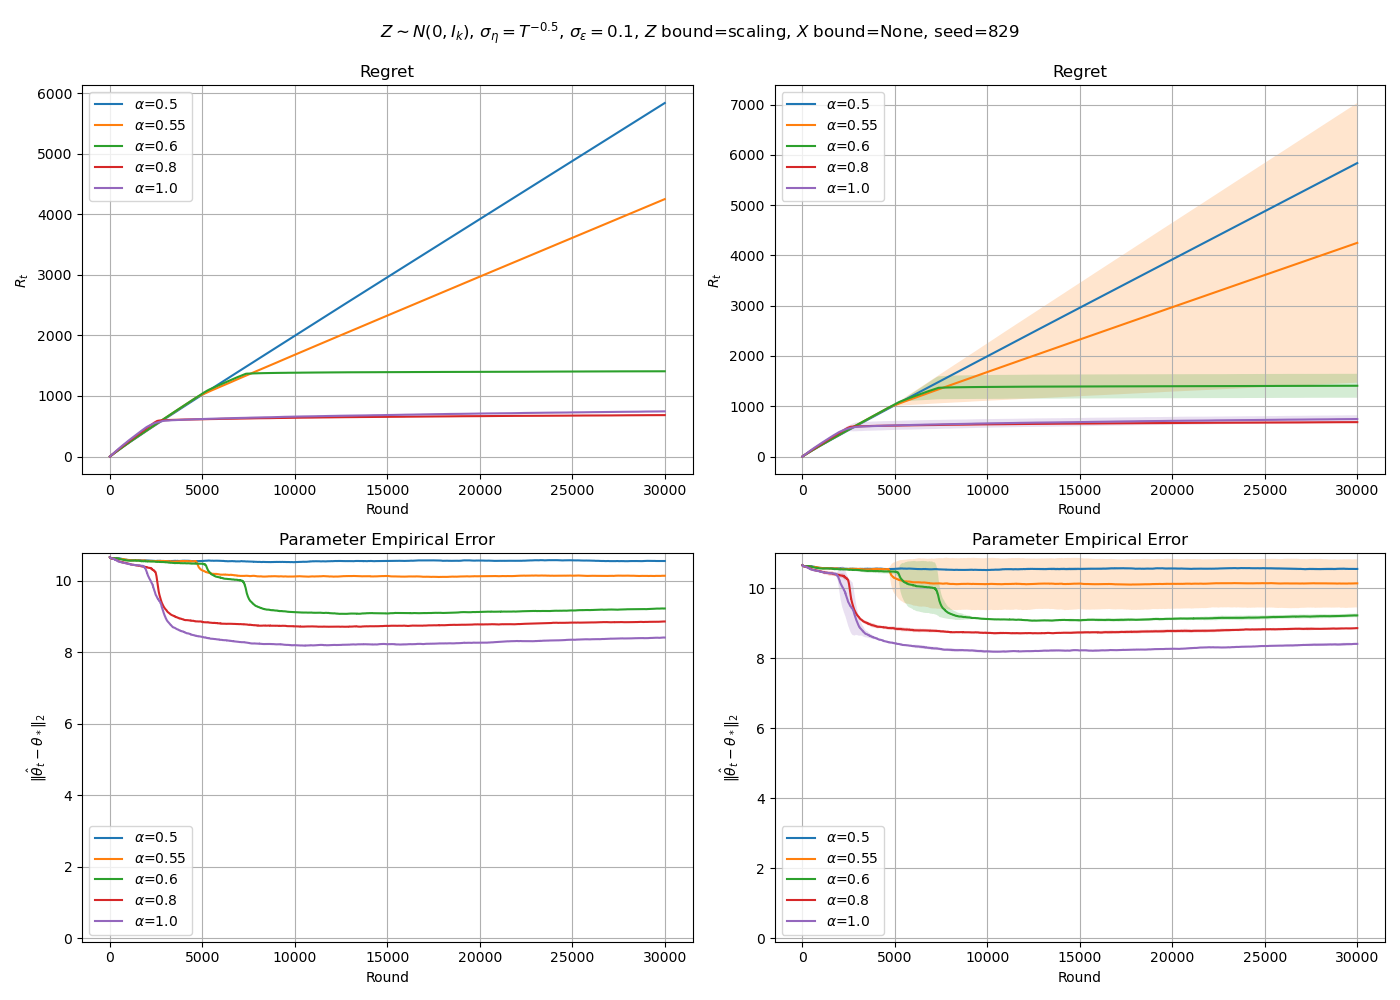 Z ∼ N(0, I_k), σ_η = T^{−0.5}, σ_ε = 0.1, Z bound=scaling, X bound=None, seed=829
Regret
α=0.5
α=0.55
α=0.6
α=0.8
α=1.0
6000
5000
4000
3000
2000
1000
0
R_t
0 5000 10000 15000 20000 25000 30000
Round
Regret
α=0.5
α=0.55
α=0.6
α=0.8
α=1.0
7000
6000
5000
4000
3000
2000
1000
0
R_t
0 5000 10000 15000 20000 25000 30000
Round
Parameter Empirical Error
10
8
6
4
2
0
‖θ̂_t − θ_*‖_2
α=0.5
α=0.55
α=0.6
α=0.8
α=1.0
0 5000 10000 15000 20000 25000 30000
Round
Parameter Empirical Error
10
8
6
4
2
0
‖θ̂_t − θ_*‖_2
α=0.5
α=0.55
α=0.6
α=0.8
α=1.0
0 5000 10000 15000 20000 25000 30000
Round